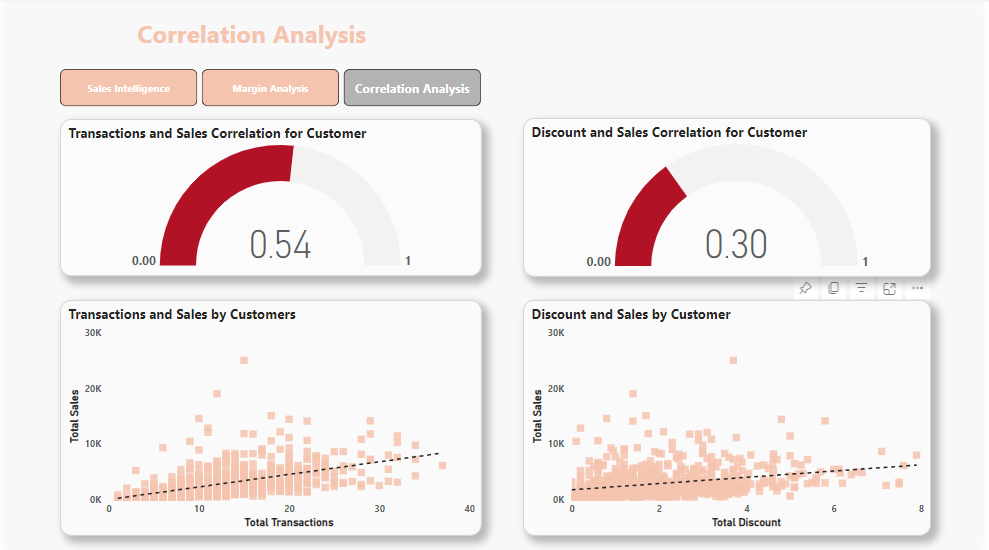 Correlation Analysis
Sales Intelligence
Margin Analysis
Correlation Analysis
Transactions and Sales Correlation for Customer
0.54
0.00
1
Discount and Sales Correlation for Customer
0.30
0.00
1
Transactions and Sales by Customers
30K
20K
10K
0K
Total Sales
0
10
20
30
40
Total Transactions
Discount and Sales by Customer
30K
20K
10K
0K
Total Sales
0
2
4
6
8
Total Discount